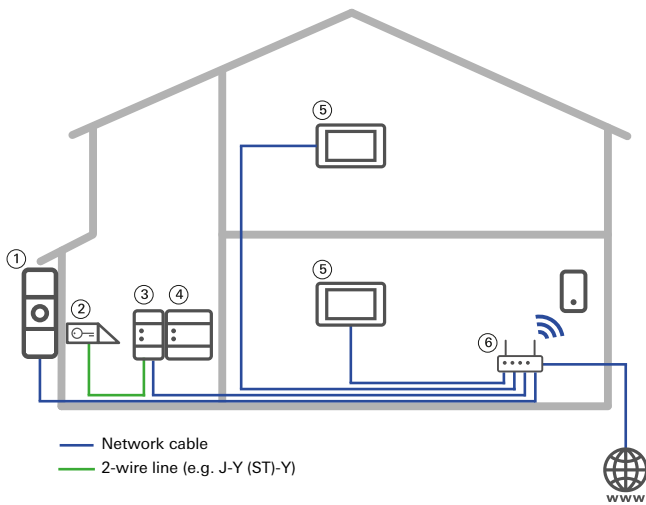 ⑤
①
②
③ ④
⑤
⑥
Network cable
2-wire line (e.g. J-Y (ST)-Y)
www